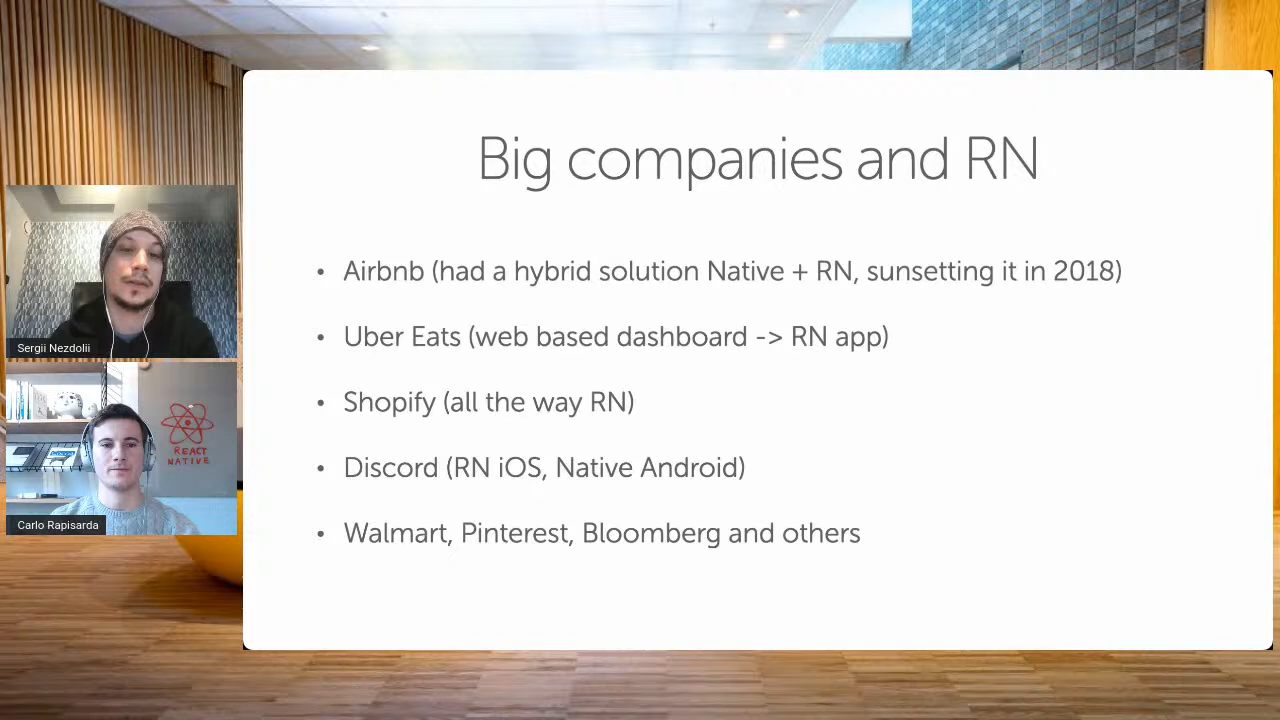 Big companies and RN
• Airbnb (had a hybrid solution Native + RN, sunsetting it in 2018)
• Uber Eats (web based dashboard -> RN app)
• Shopify (all the way RN)
• Discord (RN iOS, Native Android)
• Walmart, Pinterest, Bloomberg and others
Sergii Nezdolii
REACT
NATIVE
Carlo Rapisarda